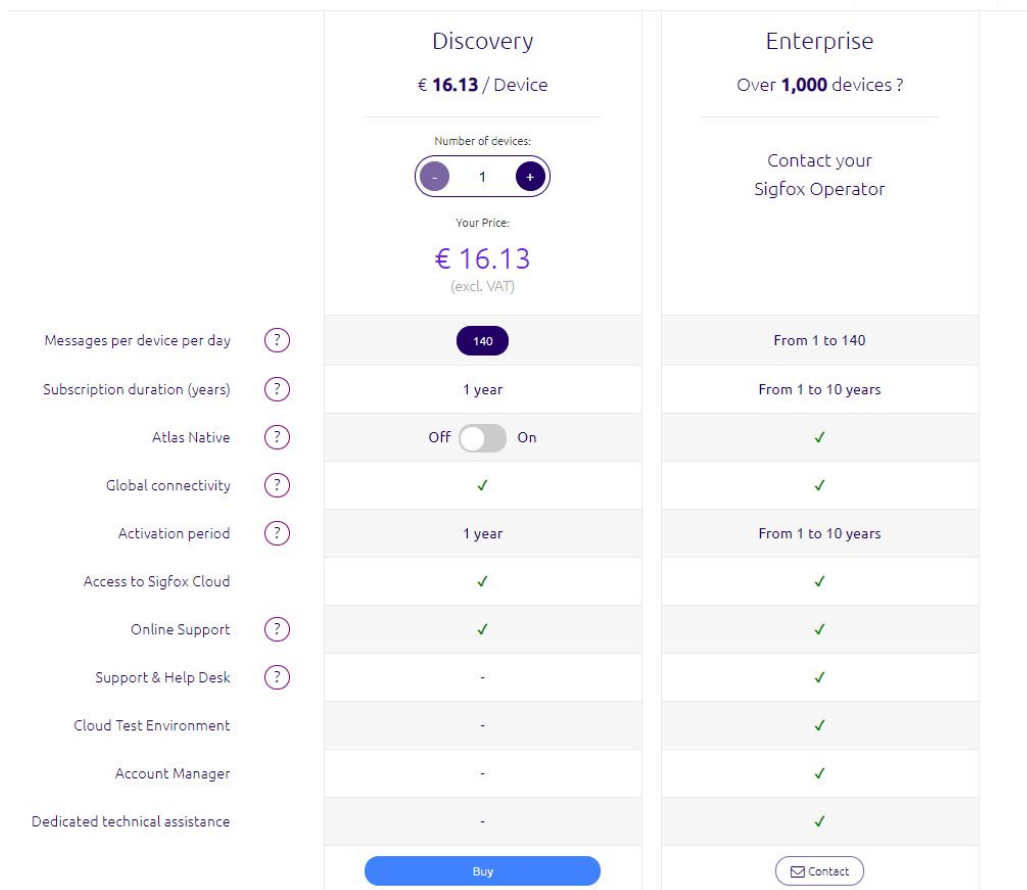 Discovery
€ 16.13 / Device
Number of devices:
- 1 +
Your Price:
€ 16.13
(excl. VAT)
Enterprise
Over 1,000 devices ?
Contact your
Sigfox Operator
Messages per device per day ? 140 From 1 to 140
Subscription duration (years) ? 1 year From 1 to 10 years
Atlas Native ? Off On ✓
Global connectivity ? ✓ ✓
Activation period ? 1 year From 1 to 10 years
Access to Sigfox Cloud ✓ ✓
Online Support ? ✓ ✓
Support & Help Desk ? - ✓
Cloud Test Environment - ✓
Account Manager - ✓
Dedicated technical assistance - ✓
Buy Contact